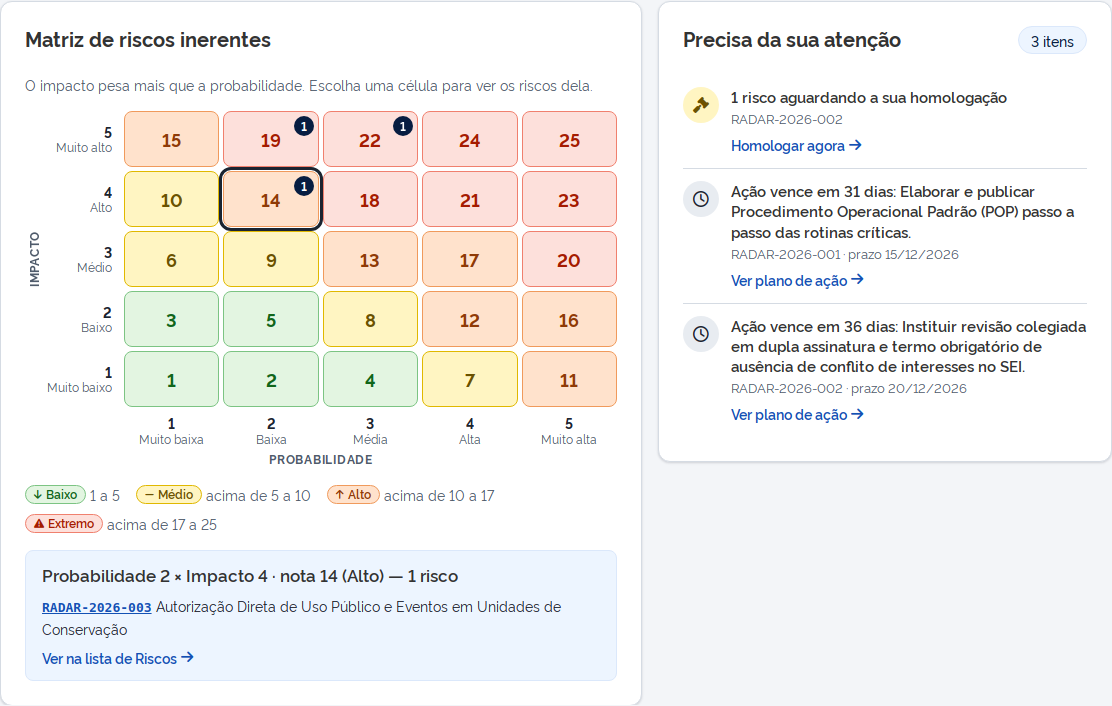 Matriz de riscos inerentes
O impacto pesa mais que a probabilidade. Escolha uma célula para ver os riscos dela.
IMPACTO
5
Muito alto
15
19
1
22
1
24
25
4
Alto
10
14
1
18
21
23
3
Médio
6
9
13
17
20
2
Baixo
3
5
8
12
16
1
Muito baixo
1
2
4
7
11
1
Muito baixa
2
Baixa
3
Média
4
Alta
5
Muito alta
PROBABILIDADE
↓ Baixo 1 a 5 – Médio acima de 5 a 10 ↑ Alto acima de 10 a 17
Extremo acima de 17 a 25
Probabilidade 2 × Impacto 4 · nota 14 (Alto) — 1 risco
RADAR-2026-003 Autorização Direta de Uso Público e Eventos em Unidades de
Conservação
Ver na lista de Riscos →
Precisa da sua atenção
3 itens
1 risco aguardando a sua homologação
RADAR-2026-002
Homologar agora →
Ação vence em 31 dias: Elaborar e publicar
Procedimento Operacional Padrão (POP) passo a
passo das rotinas críticas.
RADAR-2026-001 · prazo 15/12/2026
Ver plano de ação →
Ação vence em 36 dias: Instituir revisão colegiada
em dupla assinatura e termo obrigatório de
ausência de conflito de interesses no SEI.
RADAR-2026-002 · prazo 20/12/2026
Ver plano de ação →